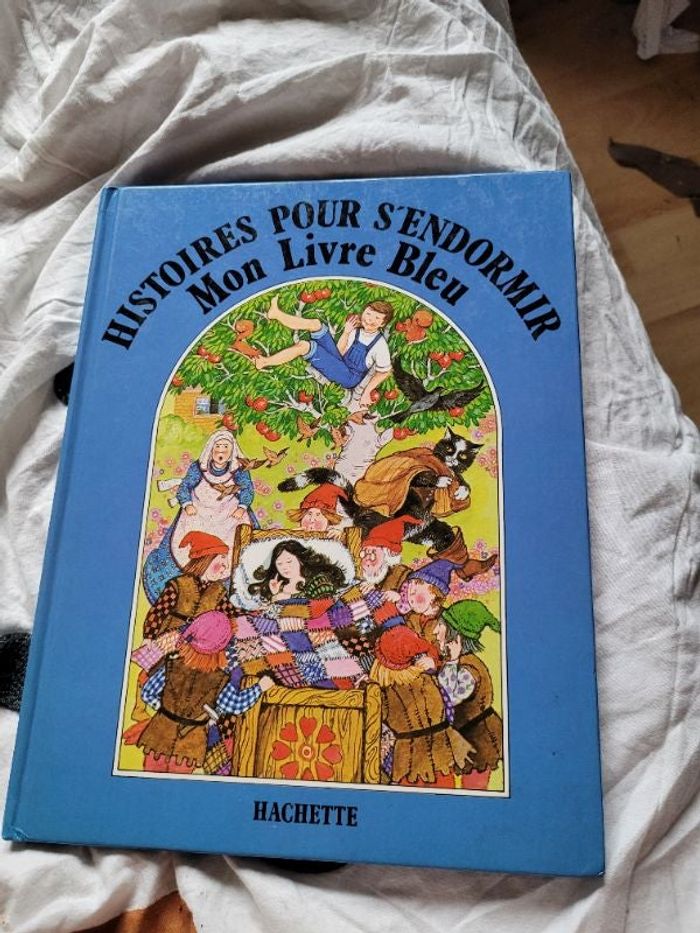 HISTOIRES POUR S'ENDORMIR
Mon Livre Bleu
HACHETTE